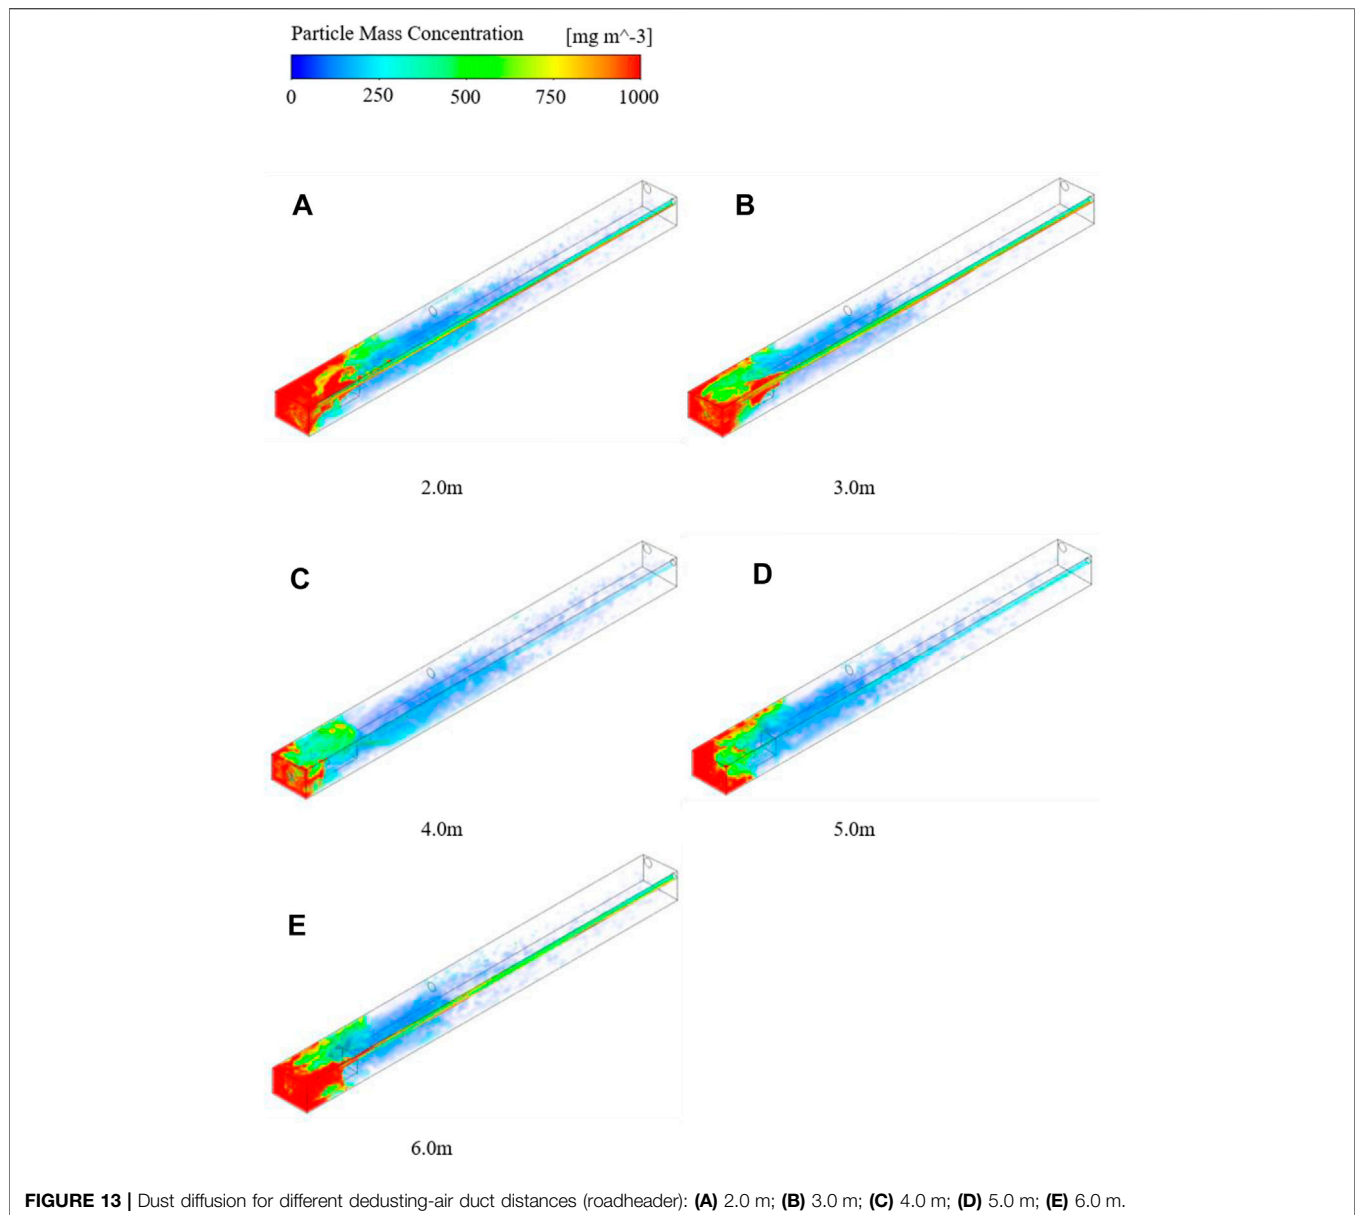 Particle Mass Concentration [mg m^-3]
0 250 500 750 1000
A
B
2.0m
3.0m
C
D
4.0m
5.0m
E
6.0m
FIGURE 13 | Dust diffusion for different dedusting-air duct distances (roadheader): (A) 2.0 m; (B) 3.0 m; (C) 4.0 m; (D) 5.0 m; (E) 6.0 m.